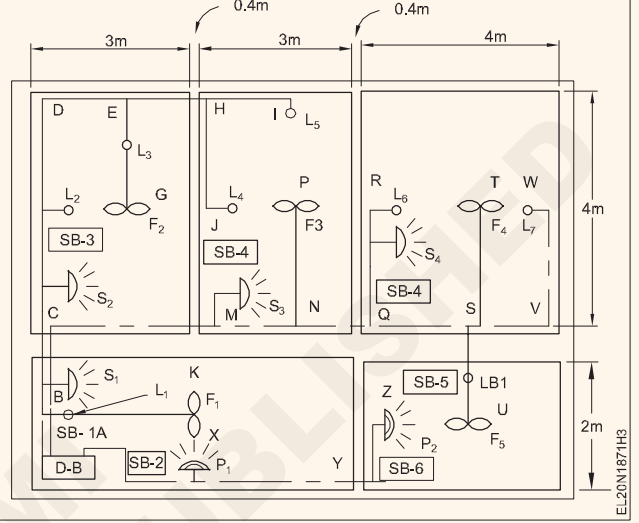 0.4m
0.4m
3m
3m
4m
D
E
H
I
L5
L3
L2
G
F2
L4
J
P
F3
R
L6
T
W
F4
L7
4m
SB-3
SB-4
S4
SB-4
S2
S3
C
M
N
Q
S
V
S1
B
L1
K
F1
SB-1A
X
D-B
SB-2
P1
Y
Z
SB-5
LB1
U
P2
F5
SB-6
2m
EL20N1871H3
PUBLISHED